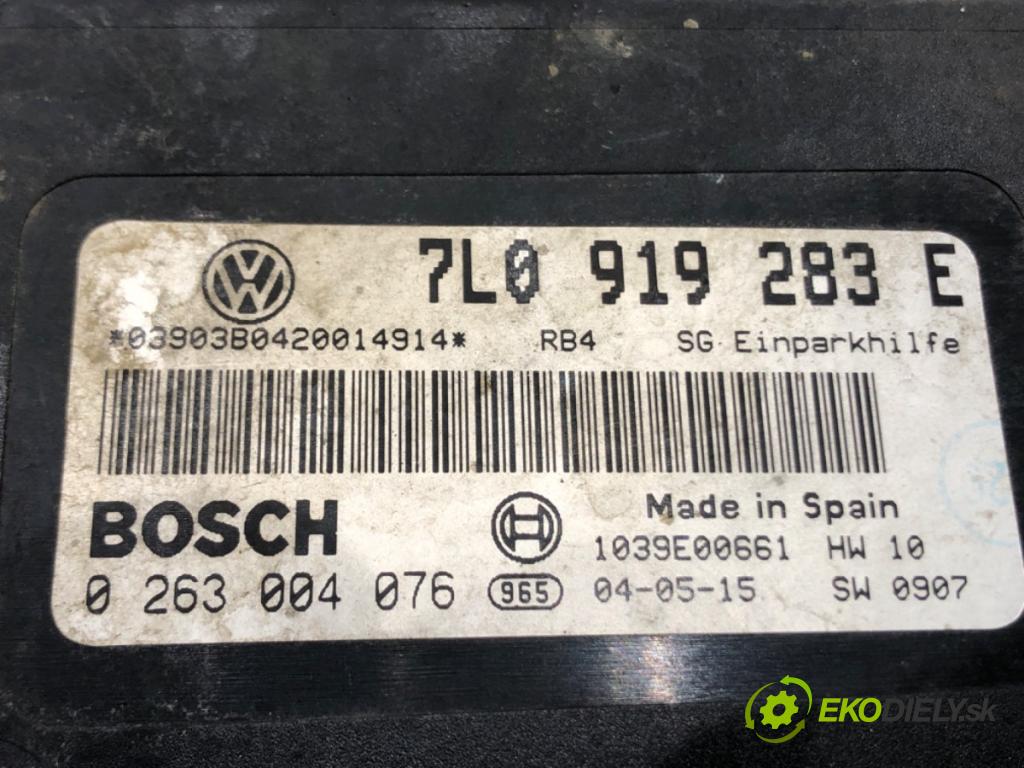 7L0 919 283 E
*03903B0420014914* RB4 SG Einparkhilfe
BOSCH
Made in Spain
1039E00661 HW 10
0 263 004 076 965 04-05-15 SW 0907
EKODIELY.sk